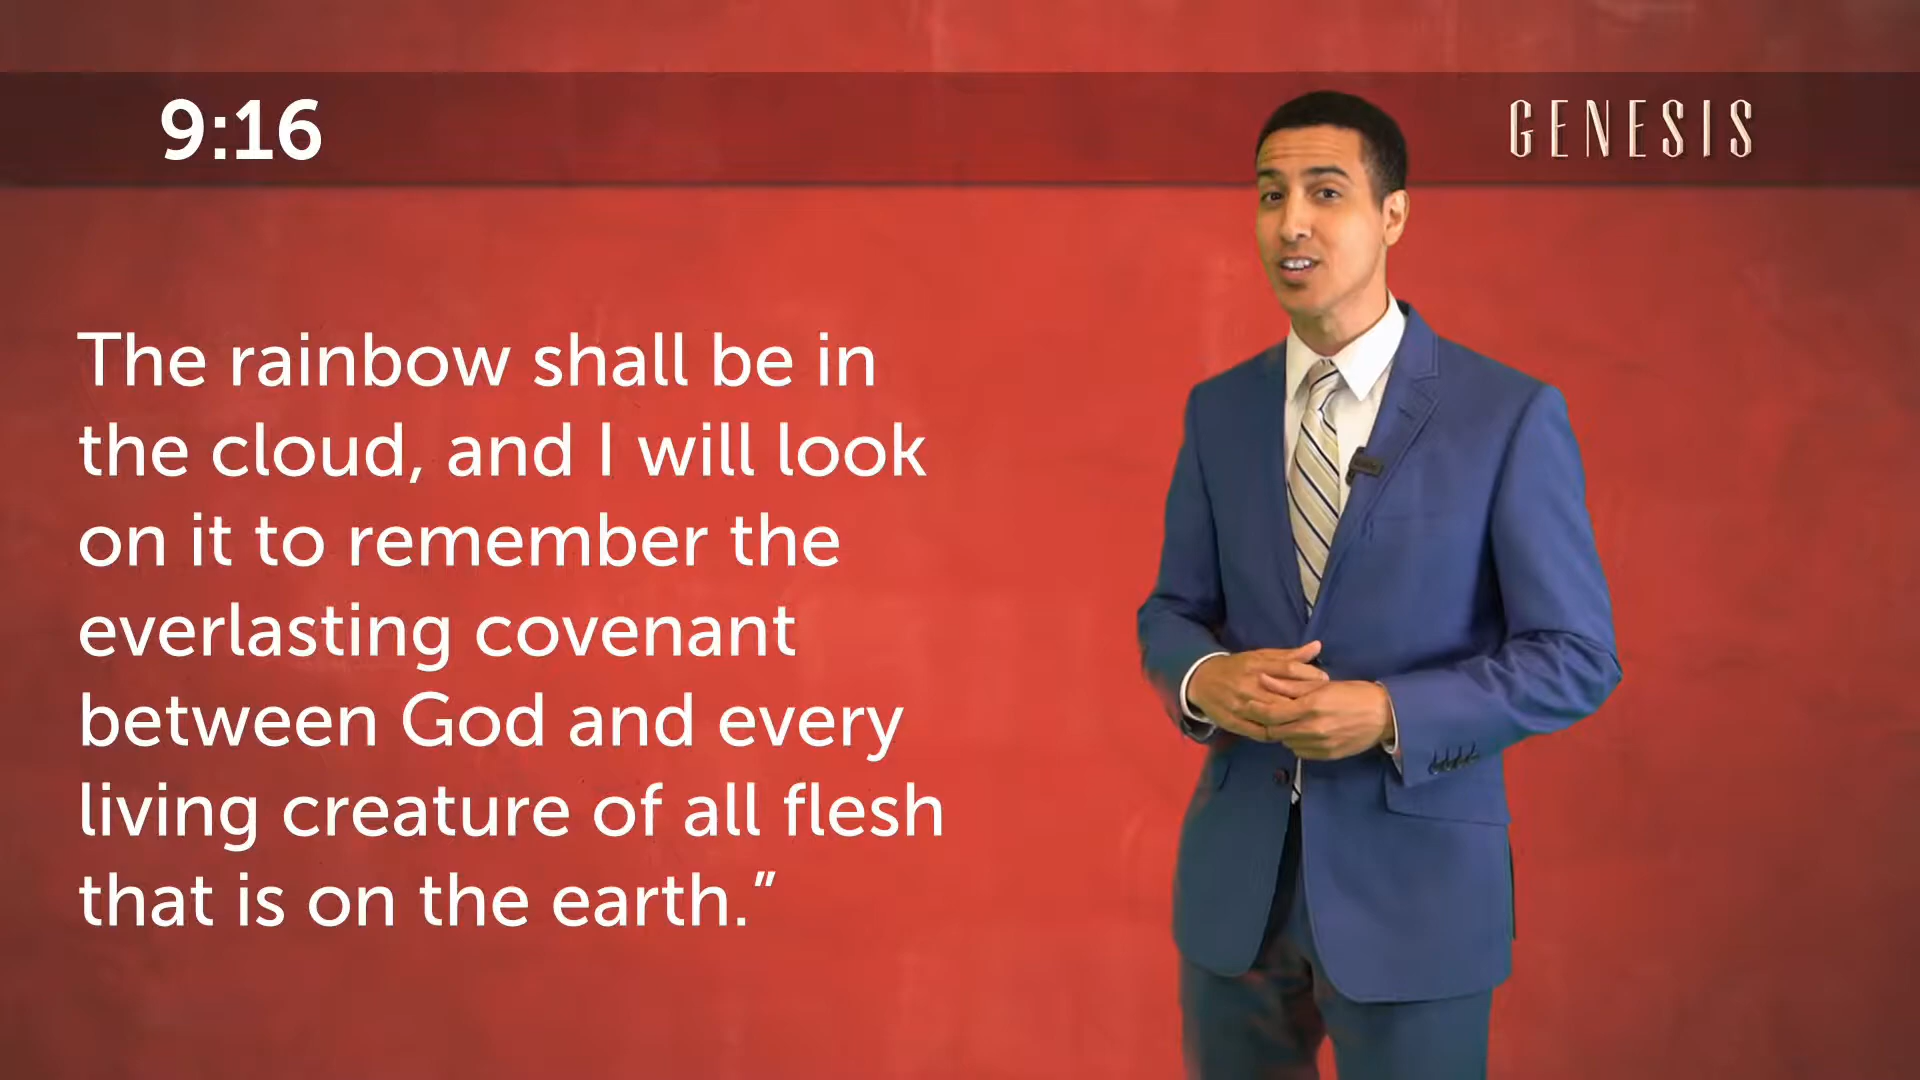 9:16
GENESIS
The rainbow shall be in
the cloud, and I will look
on it to remember the
everlasting covenant
between God and every
living creature of all flesh
that is on the earth.”